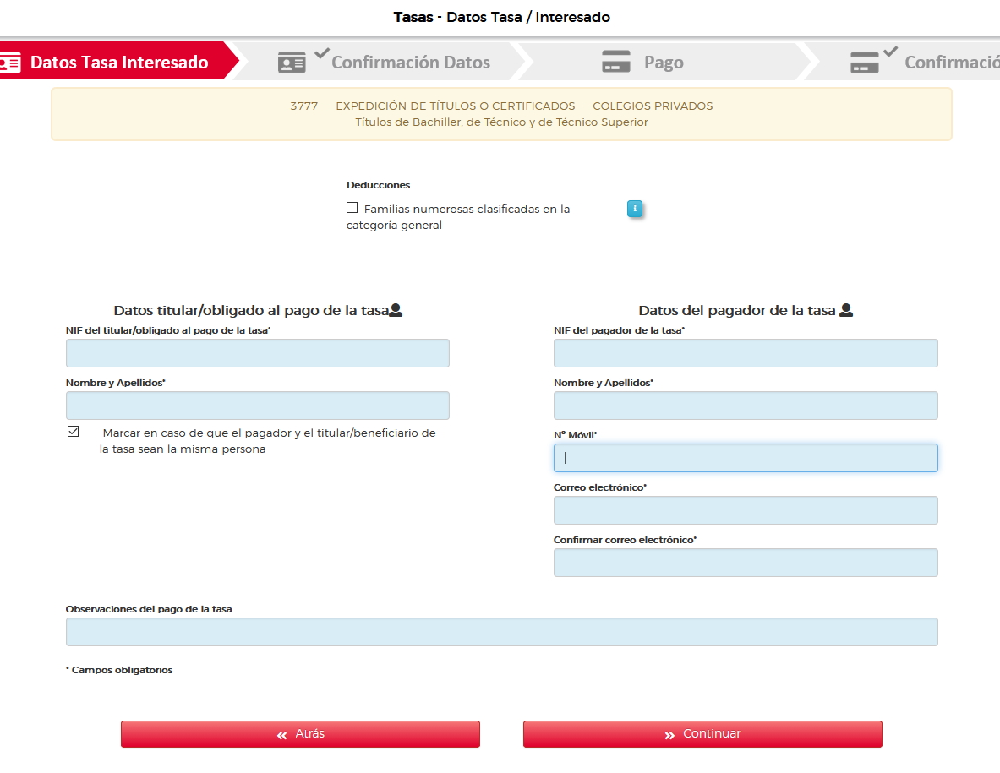 Tasas - Datos Tasa / Interesado
Datos Tasa Interesado
Confirmación Datos
Pago
Confirmació
3777 - EXPEDICIÓN DE TÍTULOS O CERTIFICADOS - COLEGIOS PRIVADOS
Títulos de Bachiller, de Técnico y de Técnico Superior
Deducciones
Familias numerosas clasificadas en la
categoría general
i
Datos titular/obligado al pago de la tasa
NIF del titular/obligado al pago de la tasa*
Nombre y Apellidos*
Marcar en caso de que el pagador y el titular/beneficiario de
la tasa sean la misma persona
Datos del pagador de la tasa
NIF del pagador de la tasa*
Nombre y Apellidos*
Nº Móvil*
Correo electrónico*
Confirmar correo electrónico*
Observaciones del pago de la tasa
* Campos obligatorios
« Atrás
» Continuar